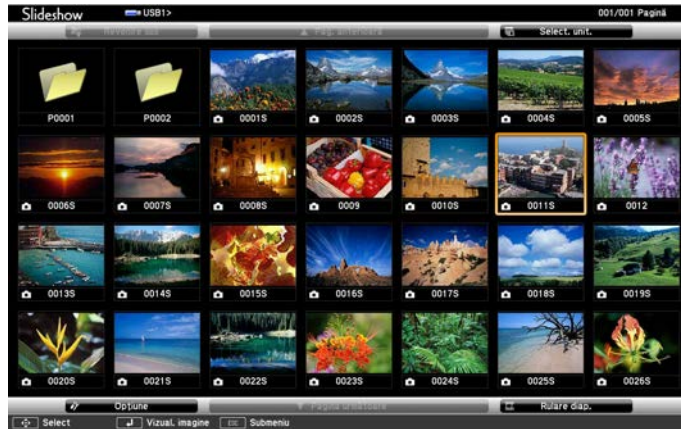 Slideshow USB1> 001/001 Pagină
Revenire sus Pag. anterioară Select. unit.
P0001 P0002 0001S 0002S 0003S 0004S 0005S
0006S 0007S 0008S 0009 0010S 0011S 0012
0013S 0014S 0015S 0016S 0017S 0018S 0019S
0020S 0021S 0022S 0023S 0024S 0025S 0026S
Opţiune Pagina următoare Rulare diap.
Select Vizual. imagine ESC Submeniu